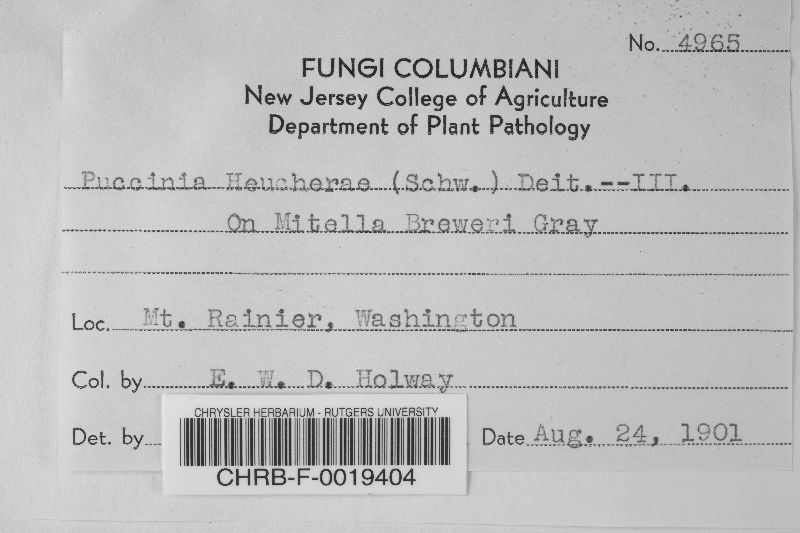 No. 4965
FUNGI COLUMBIANI
New Jersey College of Agriculture
Department of Plant Pathology
Puccinia Heucherae (Schw.) Deit.--III.
On Mitella Breweri Gray
Loc. Mt. Rainier, Washington
Col. by E. W. D. Holway
Det. by
Date Aug. 24, 1901
CHRYSLER HERBARIUM - RUTGERS UNIVERSITY
CHRB-F-0019404